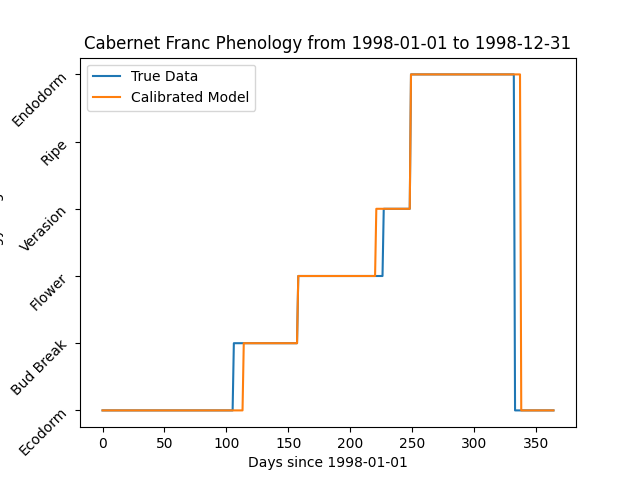 Cabernet Franc Phenology from 1998-01-01 to 1998-12-31
True Data
Calibrated Model
Endodorm
Ripe
Verasion
Flower
Bud Break
Ecodorm
0 50 100 150 200 250 300 350
Days since 1998-01-01